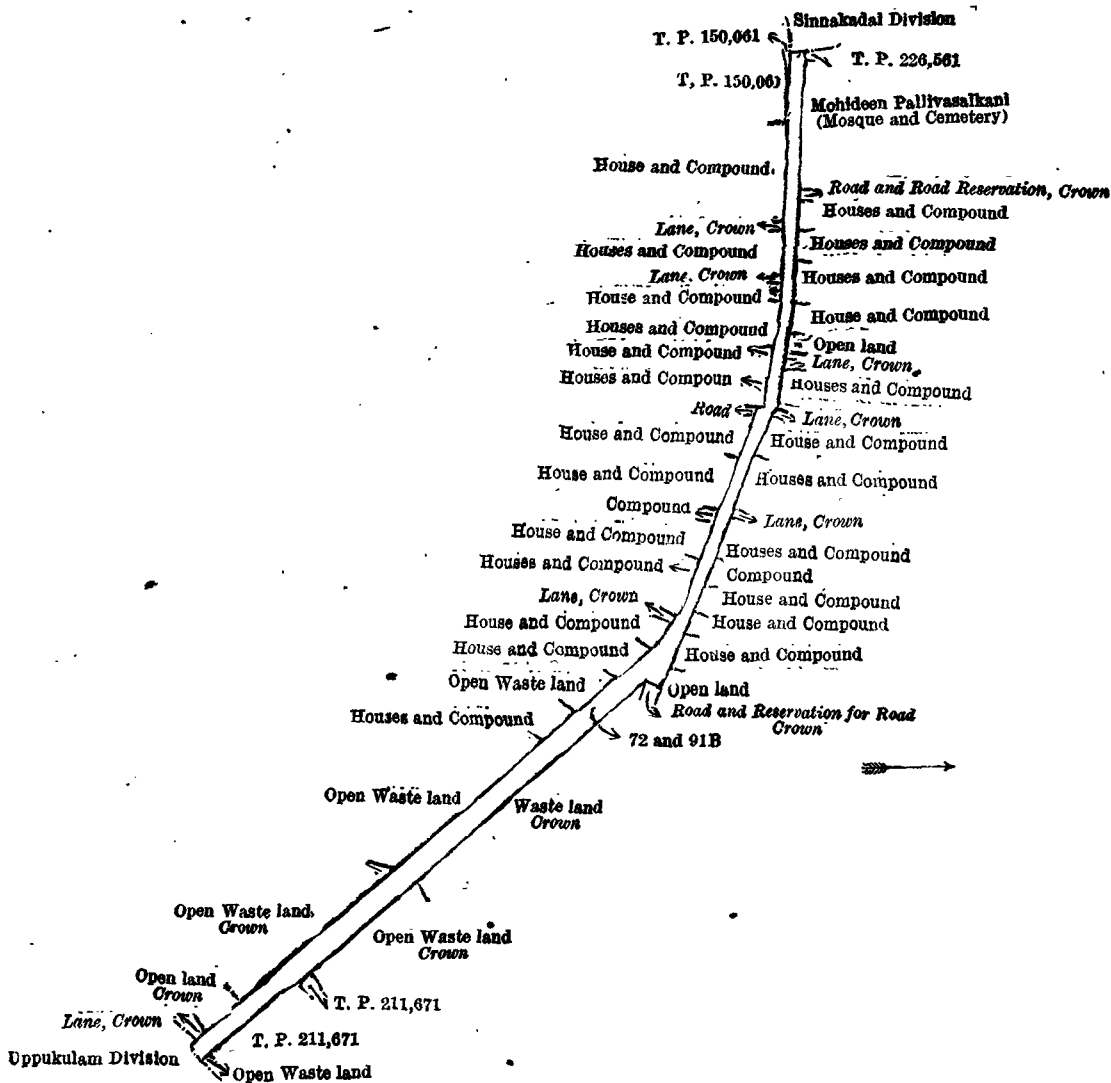 Sinnakadai Division
T. P. 150,061
T. P. 226,561
T, P. 150,06
Mohideen Pallivasalkani
(Mosque and Cemetery)
House and Compound.
Road and Road Reservation, Crown
Houses and Compound
Lane, Crown
Houses and Compound
Houses and Compound
Lane, Crown
Houses and Compound
House and Compound
House and Compound
Houses and Compound
Open land
House and Compound
Lane, Crown
Houses and Compoun
Houses and Compound
Road
Lane, Crown
House and Compound
House and Compound
House and Compound
Houses and Compound
Compound
Lane, Crown
House and Compound
Houses and Compound
Houses and Compound
Compound
Lane, Crown
House and Compound
House and Compound
House and Compound
House and Compound
House and Compound
Open Waste land
Open land
Houses and Compound
Road and Reservation for Road
Crown
72 and 91B
Open Waste land
Waste land
Crown
Open Waste land
Crown
Open Waste land
Crown
Open land
Crown
T. P. 211,671
Lane, Crown
T. P. 211,671
Uppukulam Division
Open Waste land